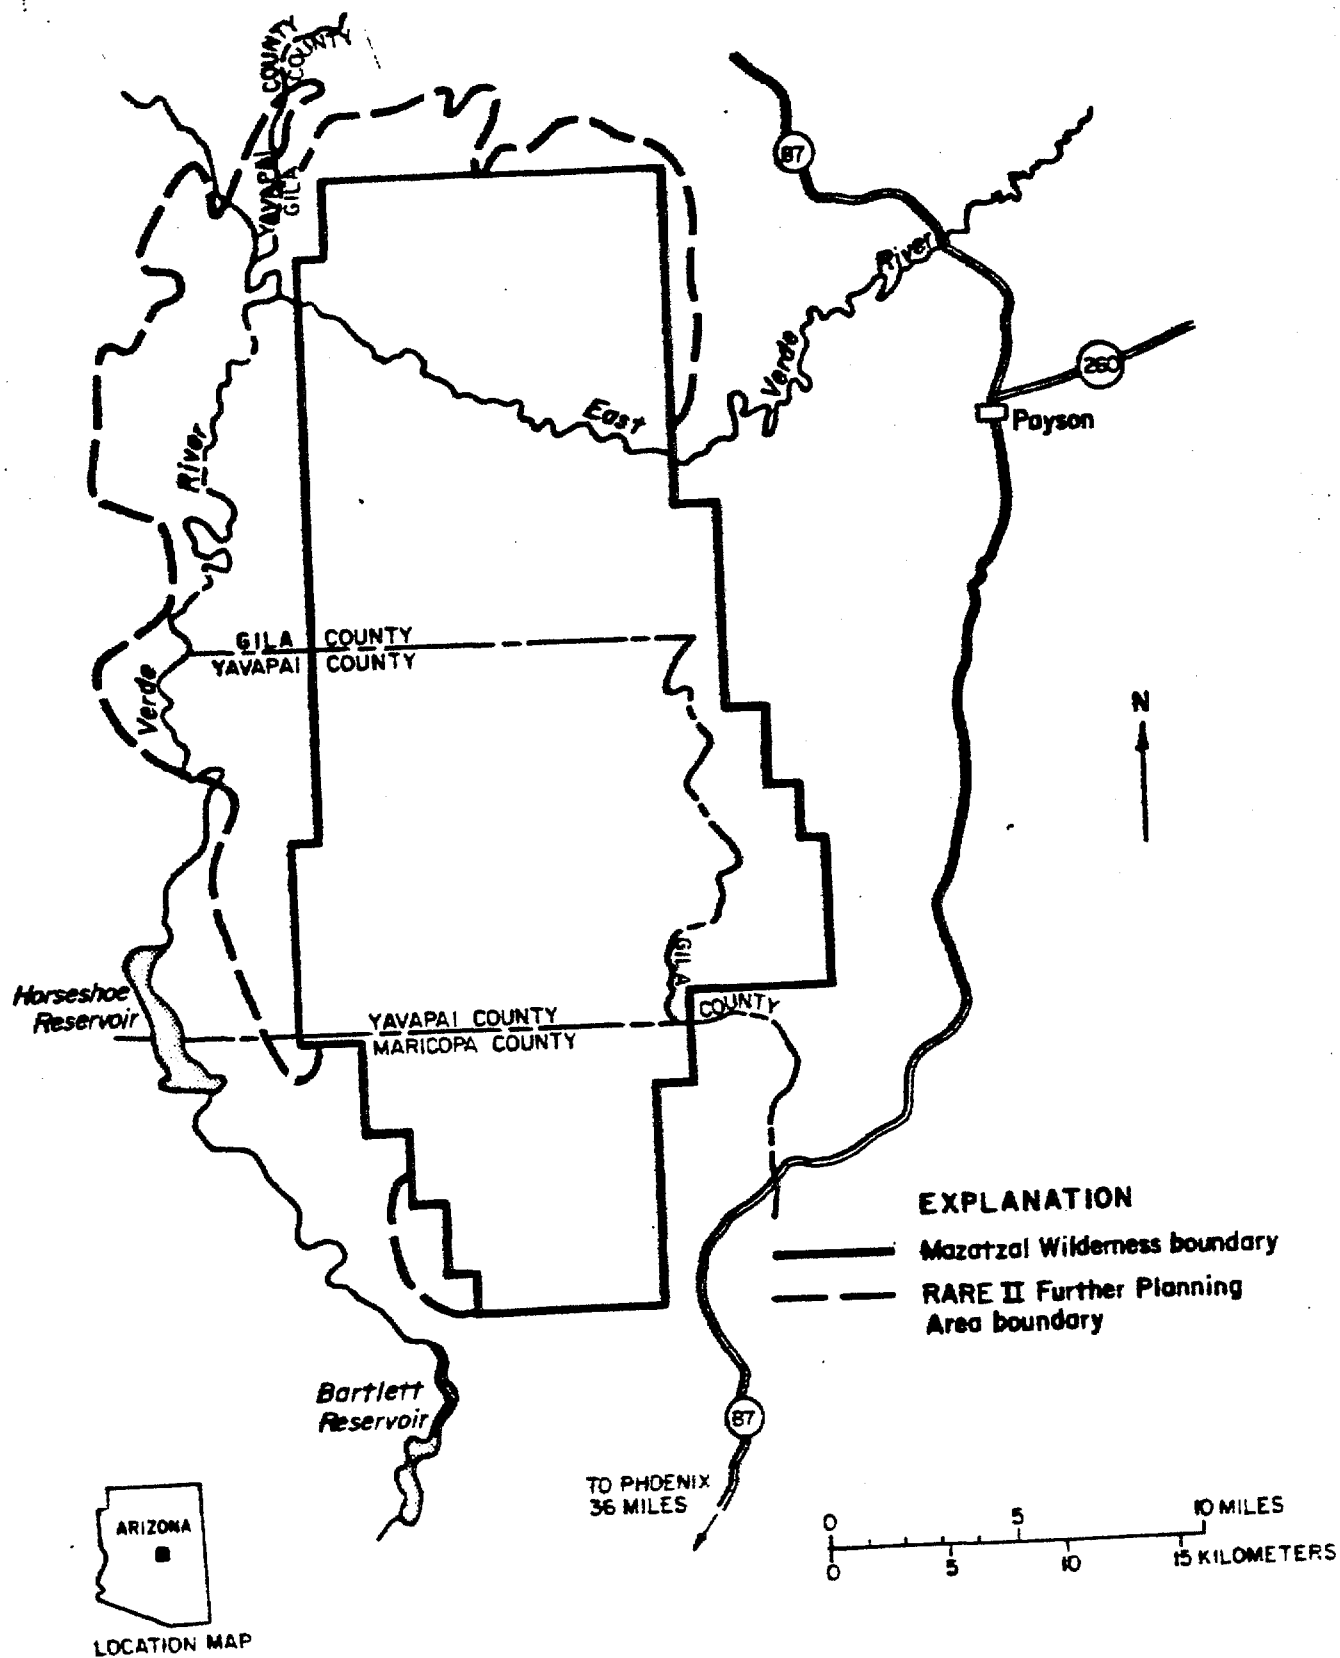 COUNTY
COUNTY
YAVAPAI
GILA
87
River
Verde
East
260
Payson
River
Verde
GILA COUNTY
YAVAPAI COUNTY
N
GILA
COUNTY
Horseshoe
Reservoir
YAVAPAI COUNTY
MARICOPA COUNTY
EXPLANATION
Mazatzal Wilderness boundary
RARE II Further Planning
Area boundary
Bartlett
Reservoir
87
TO PHOENIX
36 MILES
0 5 10 MILES
0 5 10 15 KILOMETERS
ARIZONA
LOCATION MAP